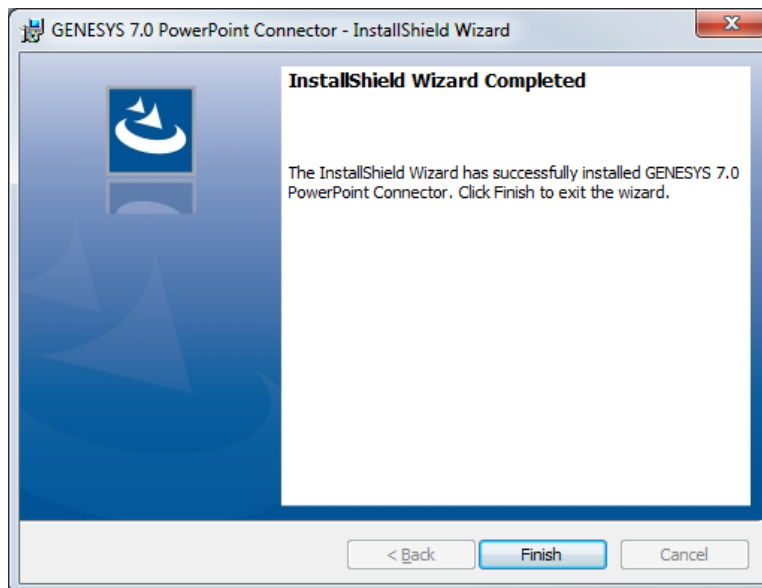 GENESYS 7.0 PowerPoint Connector - InstallShield Wizard
InstallShield Wizard Completed
The InstallShield Wizard has successfully installed GENESYS 7.0
PowerPoint Connector. Click Finish to exit the wizard.
< Back
Finish
Cancel